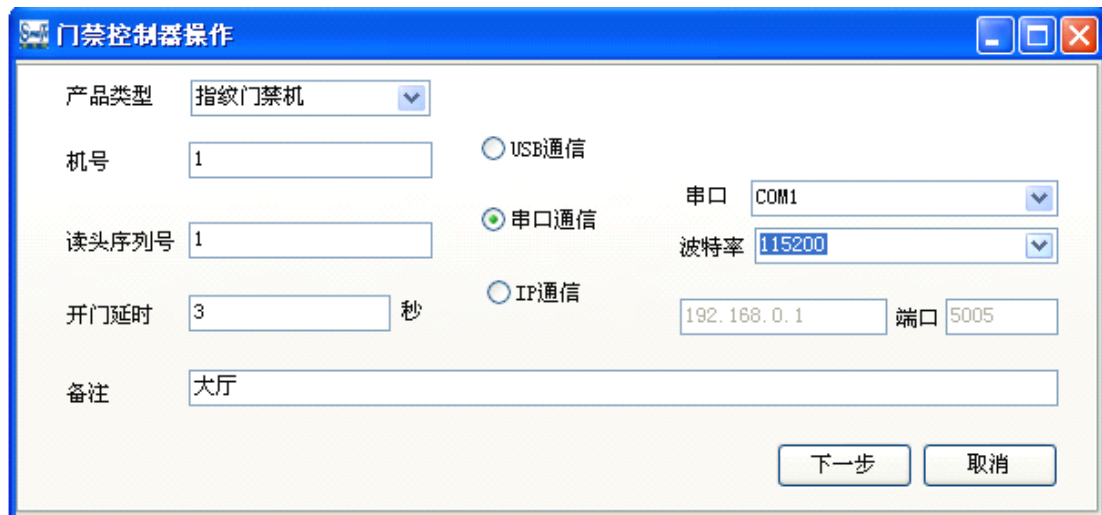 门禁控制器操作
产品类型 指纹门禁机
机号 1
USB通信
串口 COM1
读头序列号 1
串口通信
波特率 115200
开门延时 3 秒
IP通信
192.168.0.1 端口 5005
备注 大厅
下一步 取消